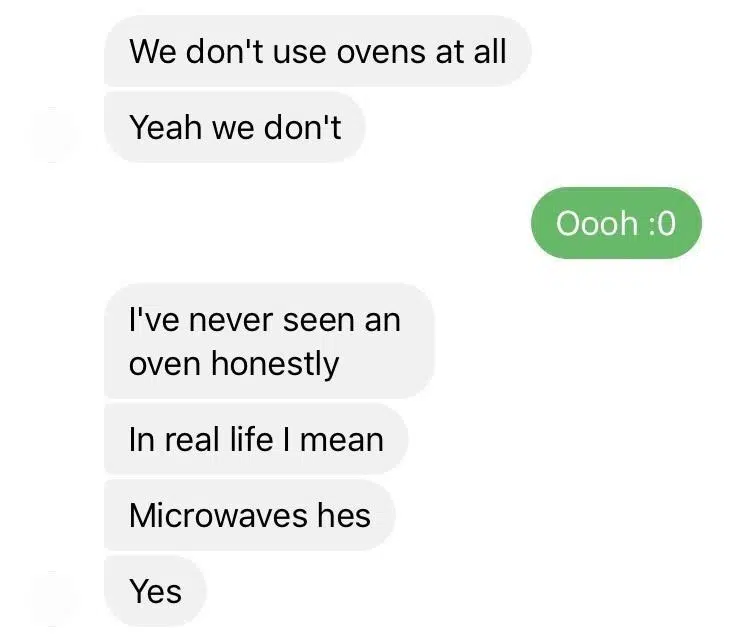 We don't use ovens at all
Yeah we don't
Oooh :0
I've never seen an
oven honestly
In real life I mean
Microwaves hes
Yes